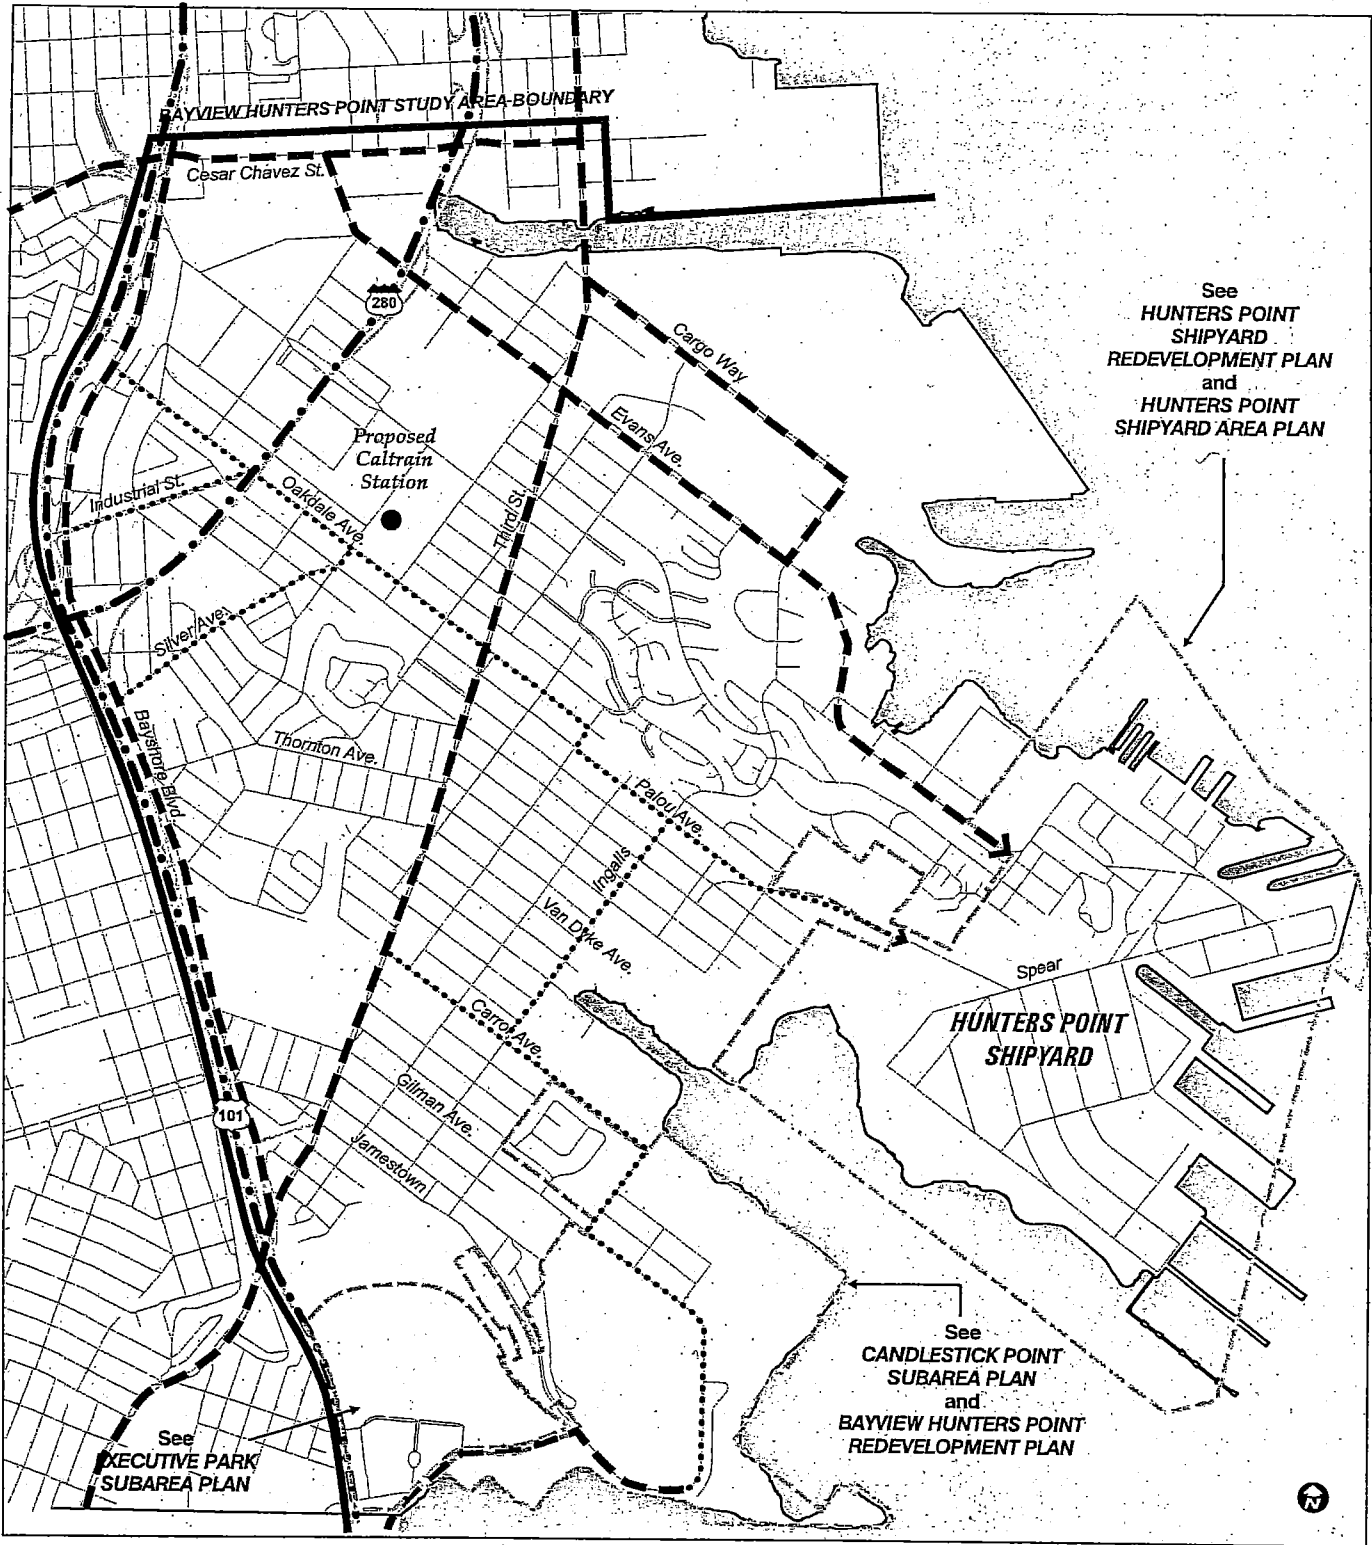 BAYVIEW HUNTERS POINT STUDY AREA BOUNDARY
Cesar Chavez St.
280
See
HUNTERS POINT
SHIPYARD
REDEVELOPMENT PLAN
and
HUNTERS POINT
SHIPYARD AREA PLAN
Cargo Way
Evans Ave.
Proposed
Caltrain
Station
Industrial St.
Oakdale Ave.
Third St.
Silver Ave.
Bayshore Blvd.
Thornton Ave.
Palou Ave.
Ingalls
Van Dyke Ave.
Spear
HUNTERS POINT
SHIPYARD
Carrol Ave.
Gilman Ave.
101
Jamestown
See
CANDLESTICK POINT
SUBAREA PLAN
and
BAYVIEW HUNTERS POINT
REDEVELOPMENT PLAN
See
EXECUTIVE PARK
SUBAREA PLAN
N